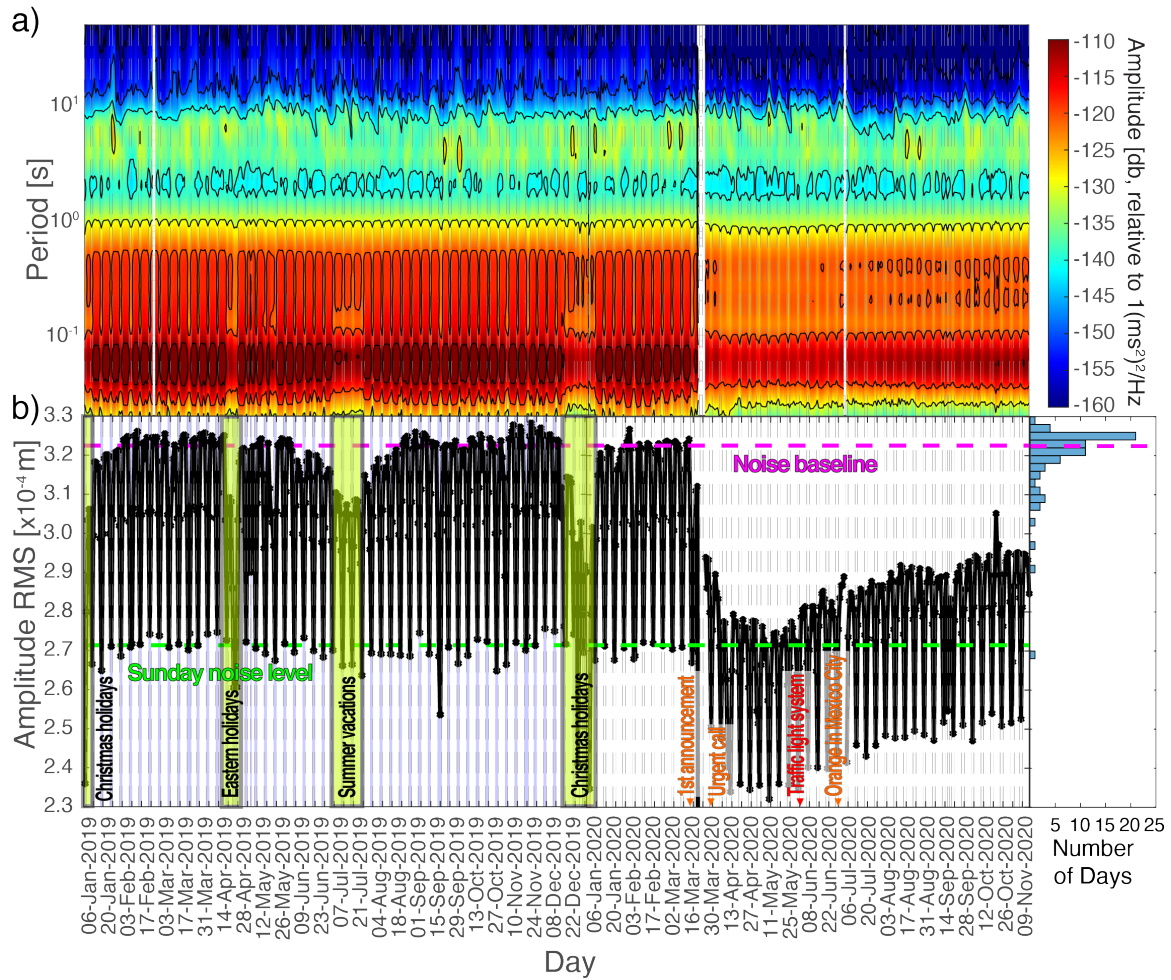 a)
Period [s]
10¹
10⁰
10⁻¹
-110
-115
-120
-125
-130
-135
-140
-145
-150
-155
-160
Amplitude [db, relative to 1(ms²)²/Hz
b)
Amplitude RMS [x10⁻⁴ m]
3.3
3.2
3.1
3.0
2.9
2.8
2.7
2.6
2.5
2.4
2.3
Noise baseline
Sunday noise level
Christmas holidays
Eastern holidays
Summer vacations
Christmas holidays
1st announcement
Urgent call
Traffic light system
Orange in Mexico City
06-Jan-2019
20-Jan-2019
03-Feb-2019
17-Feb-2019
03-Mar-2019
17-Mar-2019
31-Mar-2019
14-Apr-2019
28-Apr-2019
12-May-2019
26-May-2019
09-Jun-2019
23-Jun-2019
07-Jul-2019
21-Jul-2019
04-Aug-2019
18-Aug-2019
01-Sep-2019
15-Sep-2019
29-Sep-2019
13-Oct-2019
27-Oct-2019
10-Nov-2019
24-Nov-2019
08-Dec-2019
22-Dec-2019
06-Jan-2020
20-Jan-2020
03-Feb-2020
17-Feb-2020
02-Mar-2020
16-Mar-2020
30-Mar-2020
13-Apr-2020
27-Apr-2020
11-May-2020
25-May-2020
08-Jun-2020
22-Jun-2020
06-Jul-2020
20-Jul-2020
03-Aug-2020
17-Aug-2020
31-Aug-2020
14-Sep-2020
28-Sep-2020
12-Oct-2020
26-Oct-2020
09-Nov-2020
Day
5 10 15 20 25
Number
of Days